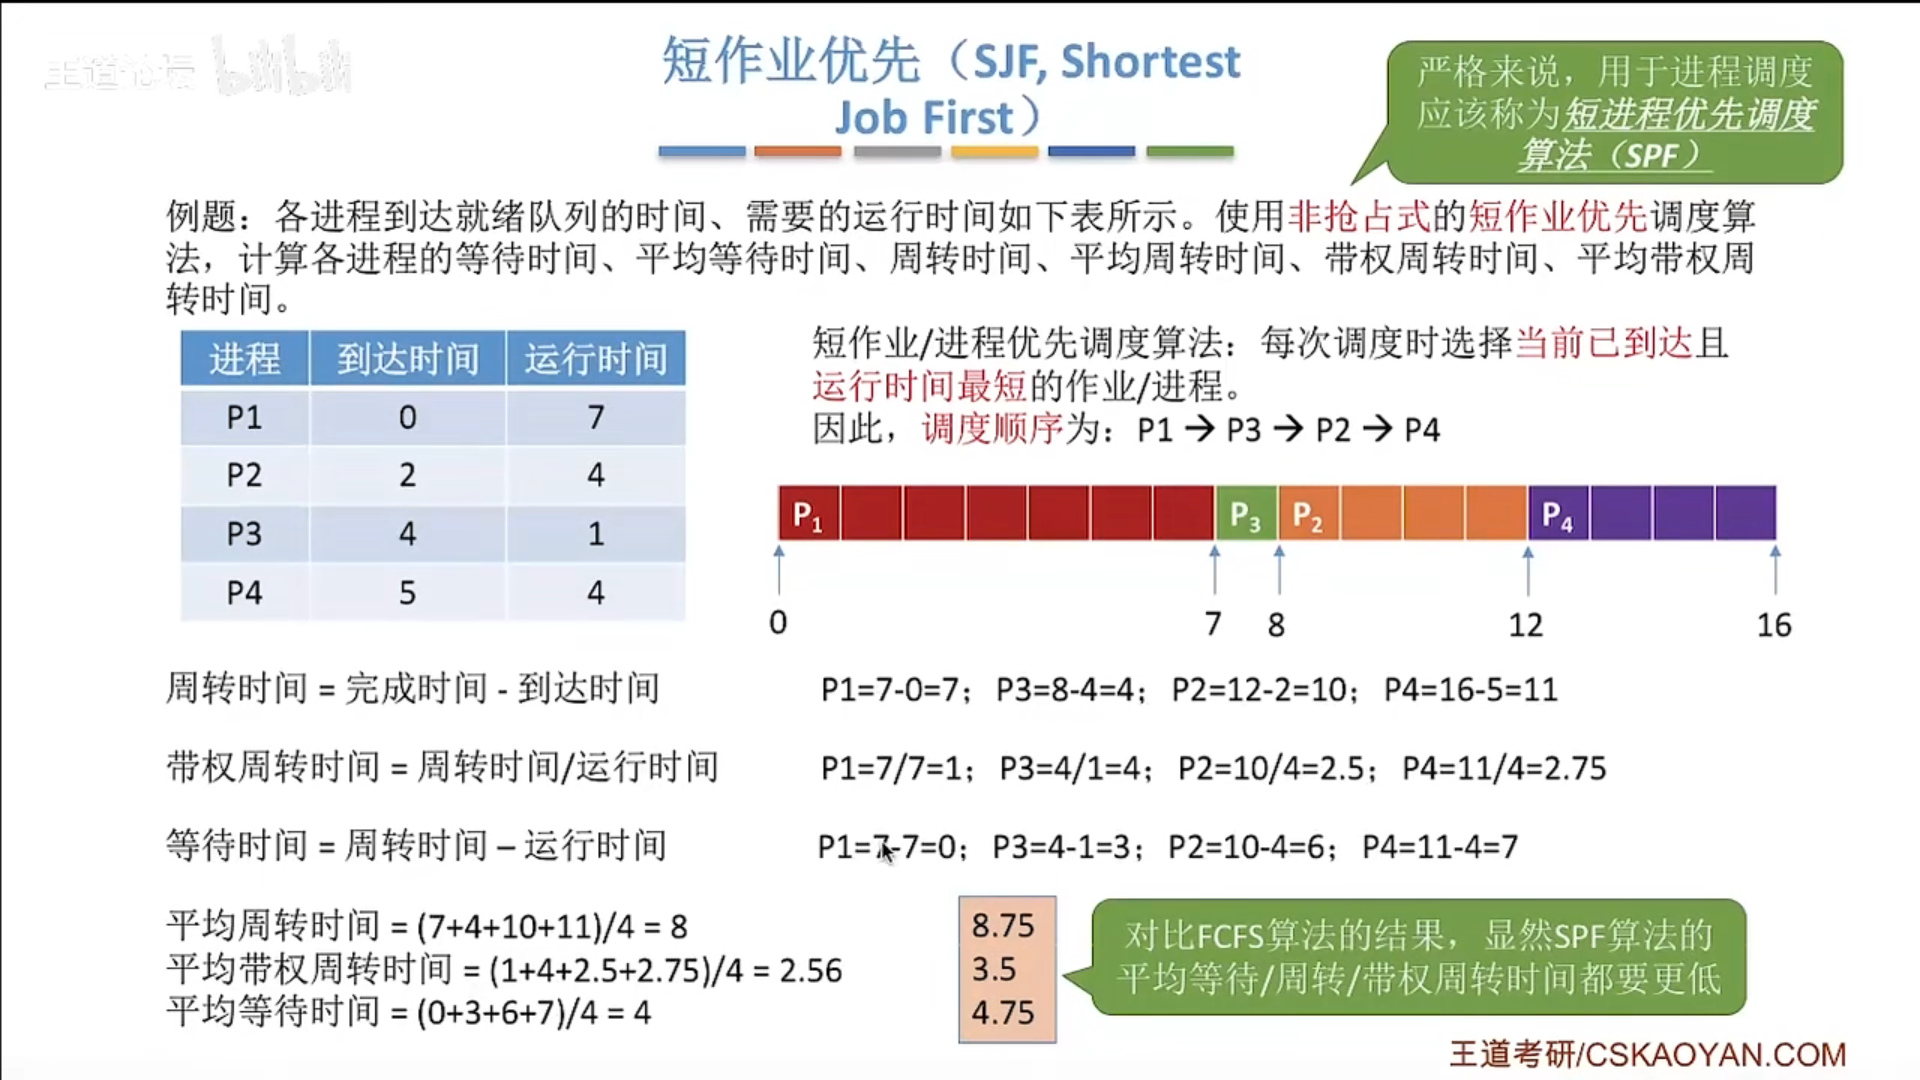 王道论坛 bilibili
短作业优先（SJF, Shortest
Job First）
严格来说，用于进程调度
应该称为短进程优先调度
算法（SPF）
例题：各进程到达就绪队列的时间、需要的运行时间如下表所示。使用非抢占式的短作业优先调度算
法，计算各进程的等待时间、平均等待时间、周转时间、平均周转时间、带权周转时间、平均带权周
转时间。
进程 到达时间 运行时间
P1 0 7
P2 2 4
P3 4 1
P4 5 4
短作业/进程优先调度算法：每次调度时选择当前已到达且
运行时间最短的作业/进程。
因此，调度顺序为：P1 → P3 → P2 → P4
P1 P3 P2 P4
0 7 8 12 16
周转时间 = 完成时间 - 到达时间
P1=7-0=7；P3=8-4=4；P2=12-2=10；P4=16-5=11
带权周转时间 = 周转时间/运行时间
P1=7/7=1；P3=4/1=4；P2=10/4=2.5；P4=11/4=2.75
等待时间 = 周转时间 – 运行时间
P1=7-7=0；P3=4-1=3；P2=10-4=6；P4=11-4=7
平均周转时间 = (7+4+10+11)/4 = 8
平均带权周转时间 = (1+4+2.5+2.75)/4 = 2.56
平均等待时间 = (0+3+6+7)/4 = 4
8.75
3.5
4.75
对比FCFS算法的结果，显然SPF算法的
平均等待/周转/带权周转时间都要更低
王道考研/CSKAOYAN.COM